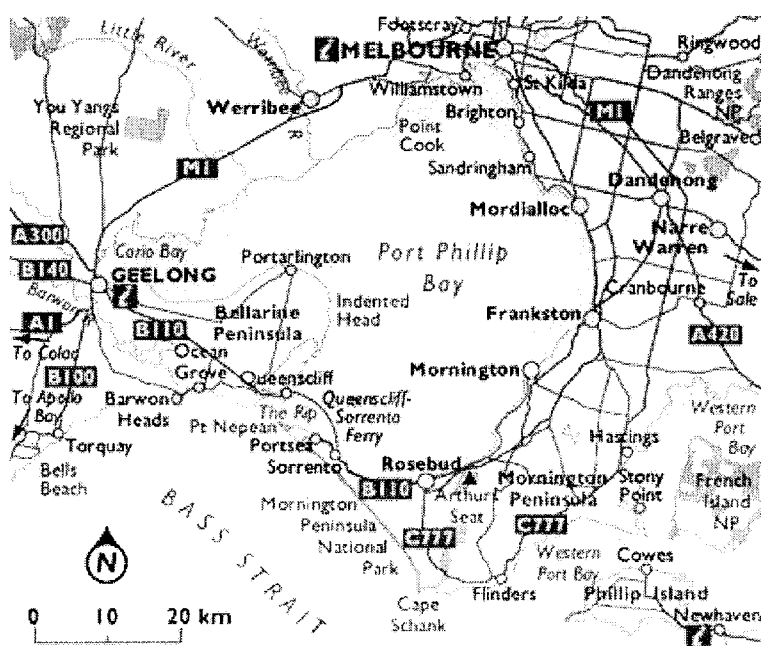 Footscray
Little River
Warribee
MELBOURNE
Ringwood
You Yangs
Regional
Park
Werribee
Williamstown
St Kilda
Dandenong
Ranges
NP
R
Brighton
M1
Point
Cook
Belgrave
M1
Sandringham
Dandenong
Mordialloc
A300
Corio Bay
Portarlington
Port Phillip
Bay
Narre
Warren
B140
GEELONG
Barwon
To
Sale
Cranbourne
Bellarine
Peninsula
Indented
Head
A1
B110
Frankston
A420
To Colac
Ocean
Grove
B100
Mornington
Queenscliff
To Apollo
Bay
Barwon
Heads
The Rip
Queenscliff-
Sorrento
Ferry
Western
Port
Bay
Pt Nepean
Torquay
Portsea
Sorrento
Hastings
Bells
Beach
Rosebud
Mornington
Peninsula
Stony
Point
French
Island
NP
B110
Arthurs
Seat
BASS STRAIT
Mornington
Peninsula
National
Park
C777
C777
Western
Port Bay
Cowes
N
Flinders
Phillip Island
Cape
Schank
Newhaven
0 10 20 km